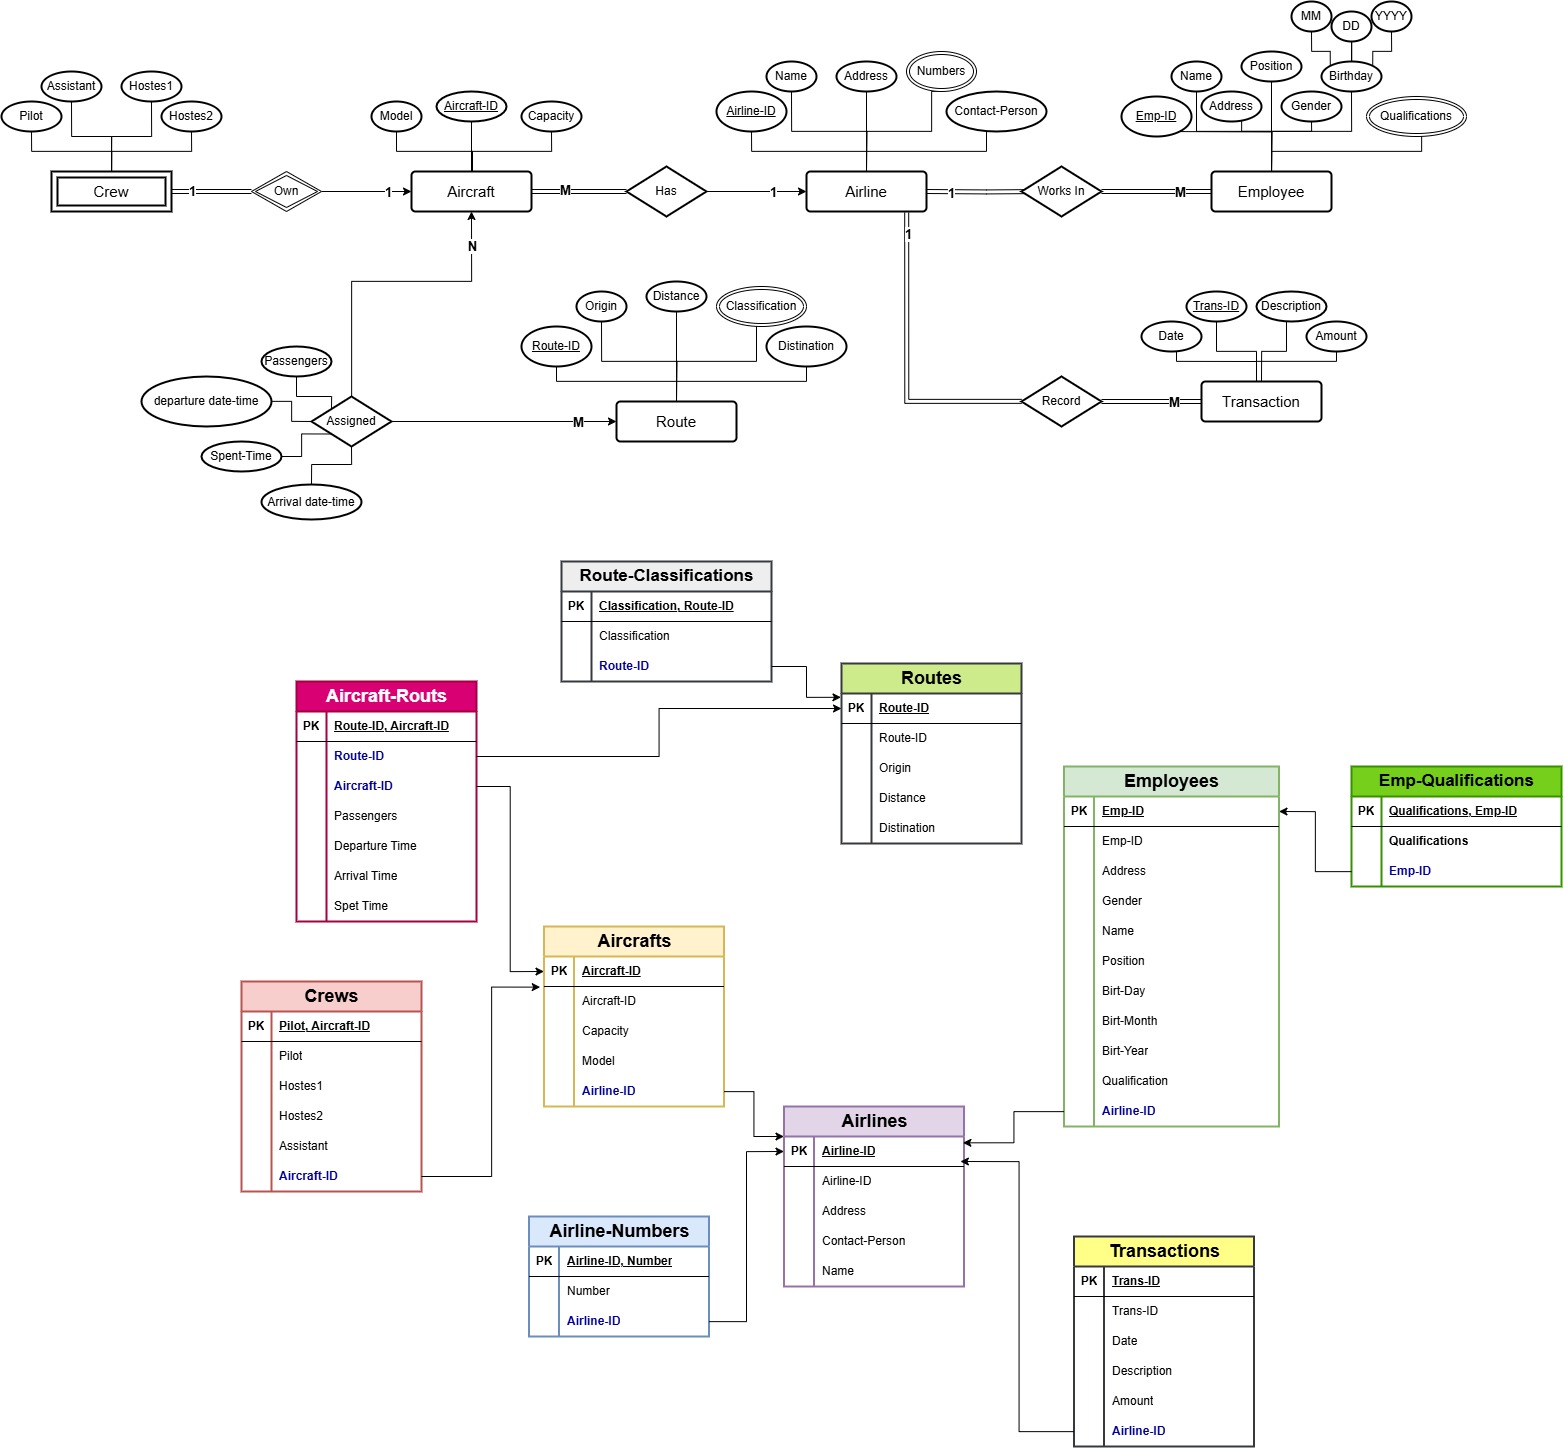 MM
DD
YYYY
Assistant
Hostes1
Pilot
Hostes2
Crew
1
Own
1
Model
Aircraft-ID
Capacity
Aircraft
M
Has
1
Name
Address
Numbers
Airline-ID
Contact-Person
Airline
1
Works In
M
Name
Position
Birthday
Emp-ID
Address
Gender
Qualifications
Employee
N
1
Origin
Distance
Classification
Route-ID
Distination
Route
M
Passengers
departure date-time
Assigned
Spent-Time
Arrival date-time
Trans-ID
Description
Date
Amount
Record
M
Transaction
Route-Classifications
PK Classification, Route-ID
Classification
Route-ID
Aircraft-Routs
PK Route-ID, Aircraft-ID
Route-ID
Aircraft-ID
Passengers
Departure Time
Arrival Time
Spet Time
Routes
PK Route-ID
Route-ID
Origin
Distance
Distination
Employees
PK Emp-ID
Emp-ID
Address
Gender
Name
Position
Birt-Day
Birt-Month
Birt-Year
Qualification
Airline-ID
Emp-Qualifications
PK Qualifications, Emp-ID
Qualifications
Emp-ID
Aircrafts
PK Aircraft-ID
Aircraft-ID
Capacity
Model
Airline-ID
Crews
PK Pilot, Aircraft-ID
Pilot
Hostes1
Hostes2
Assistant
Aircraft-ID
Airlines
PK Airline-ID
Airline-ID
Address
Contact-Person
Name
Airline-Numbers
PK Airline-ID, Number
Number
Airline-ID
Transactions
PK Trans-ID
Trans-ID
Date
Description
Amount
Airline-ID